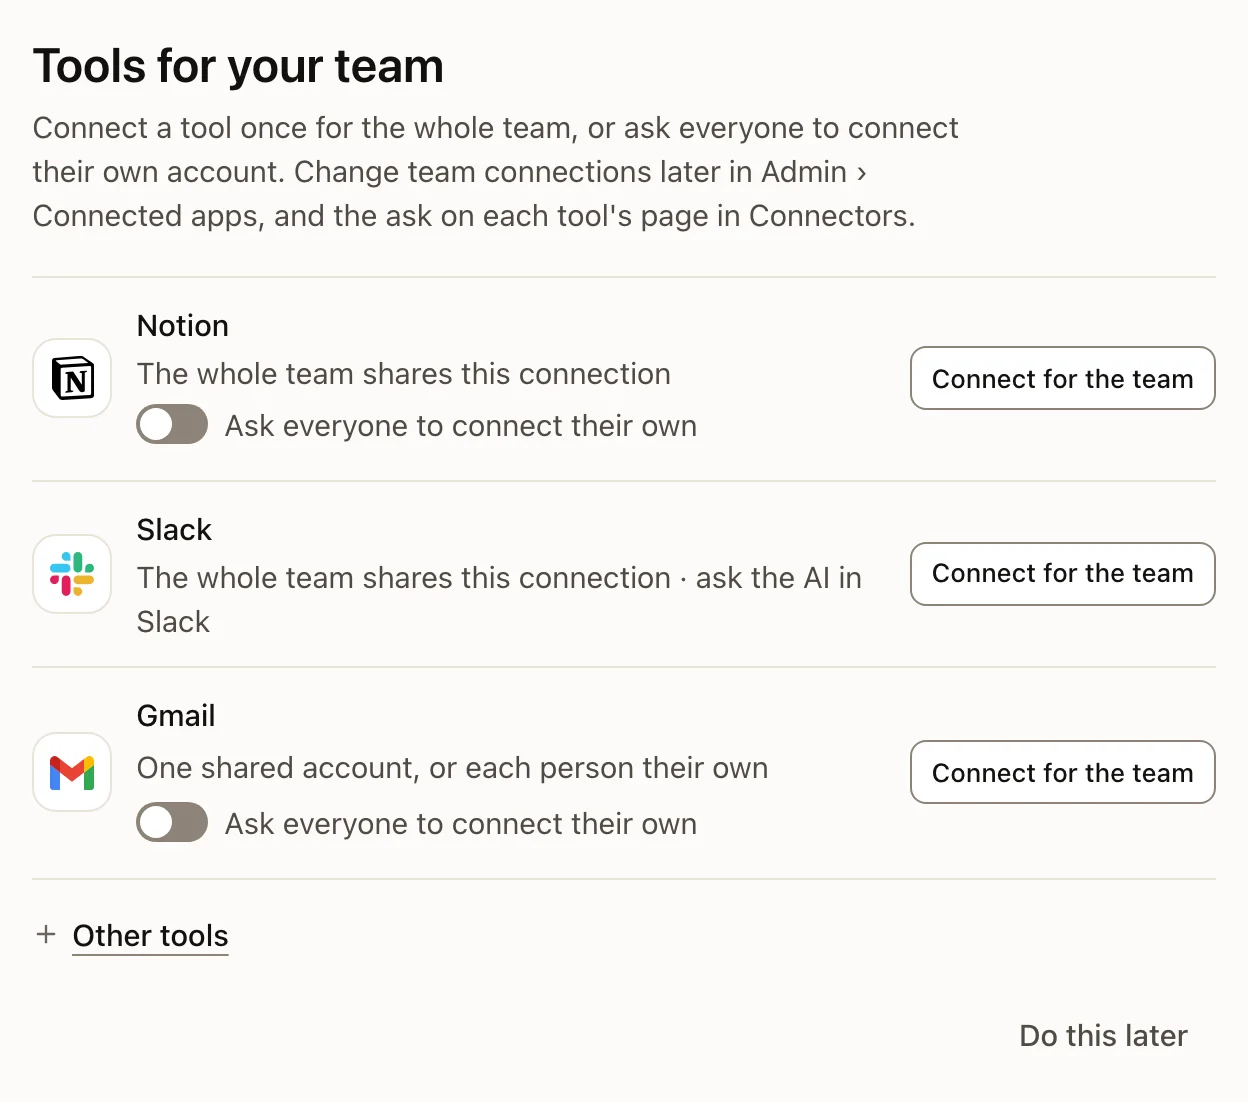 Tools for your team
Connect a tool once for the whole team, or ask everyone to connect
their own account. Change team connections later in Admin ›
Connected apps, and the ask on each tool's page in Connectors.
Notion
The whole team shares this connection
Ask everyone to connect their own
Connect for the team
Slack
The whole team shares this connection · ask the AI in
Slack
Connect for the team
Gmail
One shared account, or each person their own
Ask everyone to connect their own
Connect for the team
+ Other tools
Do this later